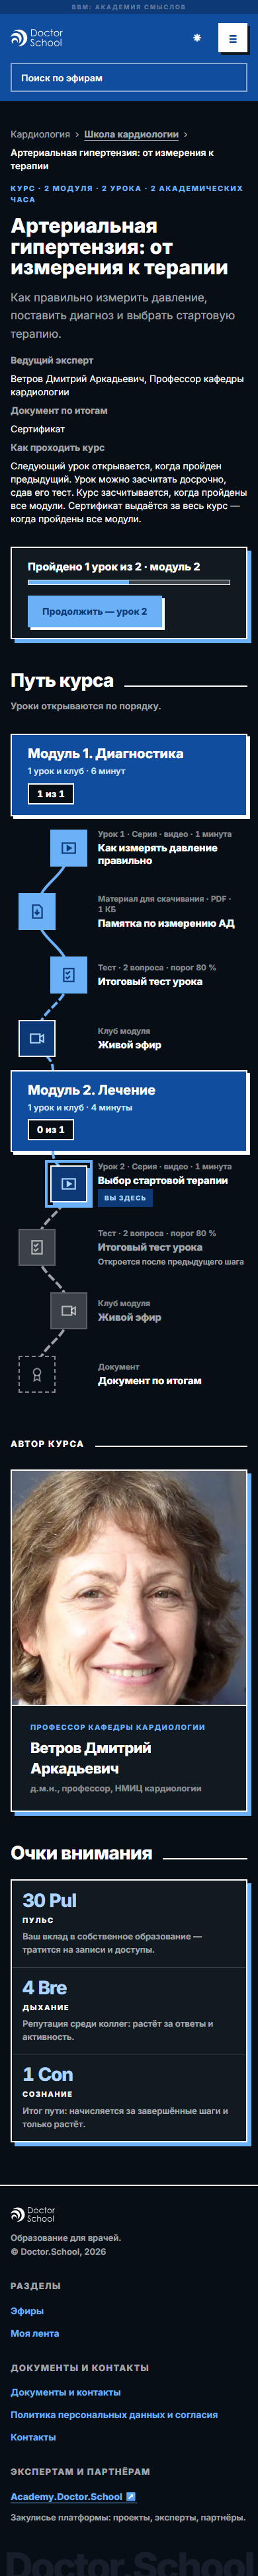 ВВМ: АКАДЕМИЯ СМЫСЛОВ
Doctor
School
Поиск по эфирам
Кардиология › Школа кардиологии ›
Артериальная гипертензия: от измерения к
терапии
КУРС · 2 МОДУЛЯ · 2 УРОКА · 2 АКАДЕМИЧЕСКИХ
ЧАСА
Артериальная
гипертензия: от
измерения к терапии
Как правильно измерить давление,
поставить диагноз и выбрать стартовую
терапию.
Ведущий эксперт
Ветров Дмитрий Аркадьевич, Профессор кафедры
кардиологии
Документ по итогам
Сертификат
Как проходить курс
Следующий урок открывается, когда пройден
предыдущий. Урок можно засчитать досрочно,
сдав его тест. Курс засчитывается, когда пройдены
все модули. Сертификат выдаётся за весь курс —
когда пройдены все модули.
Пройдено 1 урок из 2 · модуль 2
Продолжить — урок 2
Путь курса
Уроки открываются по порядку.
Модуль 1. Диагностика
1 урок и клуб · 6 минут
1 из 1
Урок 1 · Серия · видео · 1 минута
Как измерять давление
правильно
Материал для скачивания · PDF ·
1 КБ
Памятка по измерению АД
Тест · 2 вопроса · порог 80 %
Итоговый тест урока
Клуб модуля
Живой эфир
Модуль 2. Лечение
1 урок и клуб · 4 минуты
0 из 1
Урок 2 · Серия · видео · 1 минута
Выбор стартовой терапии
ВЫ ЗДЕСЬ
Тест · 2 вопроса · порог 80 %
Итоговый тест урока
Откроется после предыдущего шага
Клуб модуля
Живой эфир
Документ
Документ по итогам
АВТОР КУРСА
ПРОФЕССОР КАФЕДРЫ КАРДИОЛОГИИ
Ветров Дмитрий
Аркадьевич
д.м.н., профессор, НМИЦ кардиологии
Очки внимания
30 Pul
ПУЛЬС
Ваш вклад в собственное образование —
тратится на записи и доступы.
4 Bre
ДЫХАНИЕ
Репутация среди коллег: растёт за ответы и
активность.
1 Con
СОЗНАНИЕ
Итог пути: начисляется за завершённые шаги и
только растёт.
Doctor
School
Образование для врачей.
© Doctor.School, 2026
РАЗДЕЛЫ
Эфиры
Моя лента
ДОКУМЕНТЫ И КОНТАКТЫ
Документы и контакты
Политика персональных данных и согласия
Контакты
ЭКСПЕРТАМ И ПАРТНЁРАМ
Academy.Doctor.School
Закулисье платформы: проекты, эксперты, партнёры.
Doctor.School